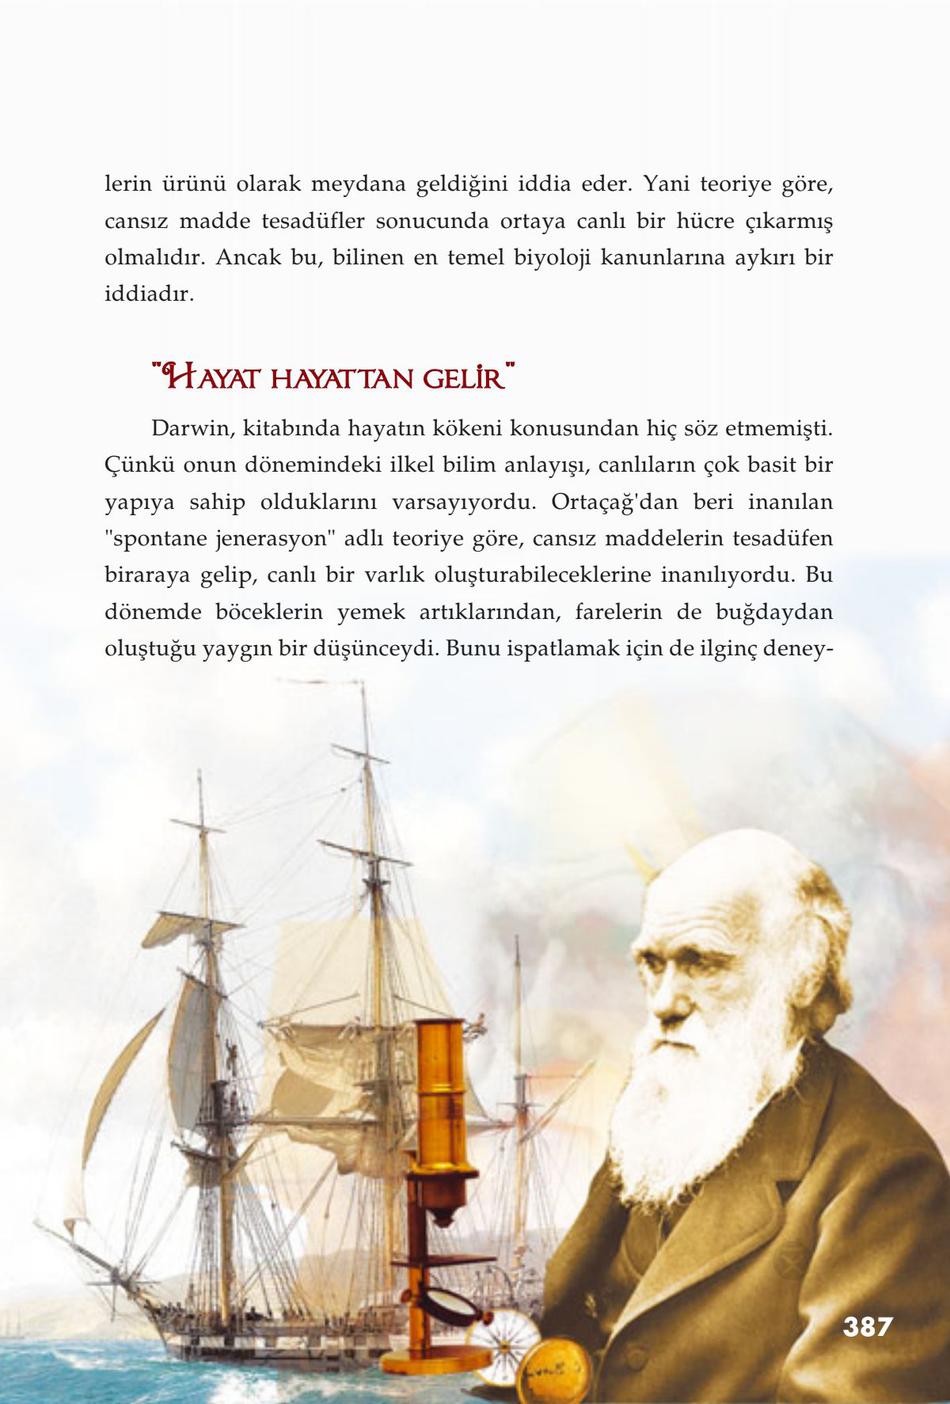 lerin ürünü olarak meydana geldiğini iddia eder. Yani teoriye göre,
cansız madde tesadüfler sonucunda ortaya canlı bir hücre çıkarmış
olmalıdır. Ancak bu, bilinen en temel biyoloji kanunlarına aykırı bir
iddiadır.
"HAYAT HAYATTAN GELİR"
Darwin, kitabında hayatın kökeni konusundan hiç söz etmemişti.
Çünkü onun dönemindeki ilkel bilim anlayışı, canlıların çok basit bir
yapıya sahip olduklarını varsayıyordu. Ortaçağ'dan beri inanılan
"spontane jenerasyon" adlı teoriye göre, cansız maddelerin tesadüfen
biraraya gelip, canlı bir varlık oluşturabileceklerine inanılıyordu. Bu
dönemde böceklerin yemek artıklarından, farelerin de buğdaydan
oluştuğu yaygın bir düşünceydi. Bunu ispatlamak için de ilginç deney-
387